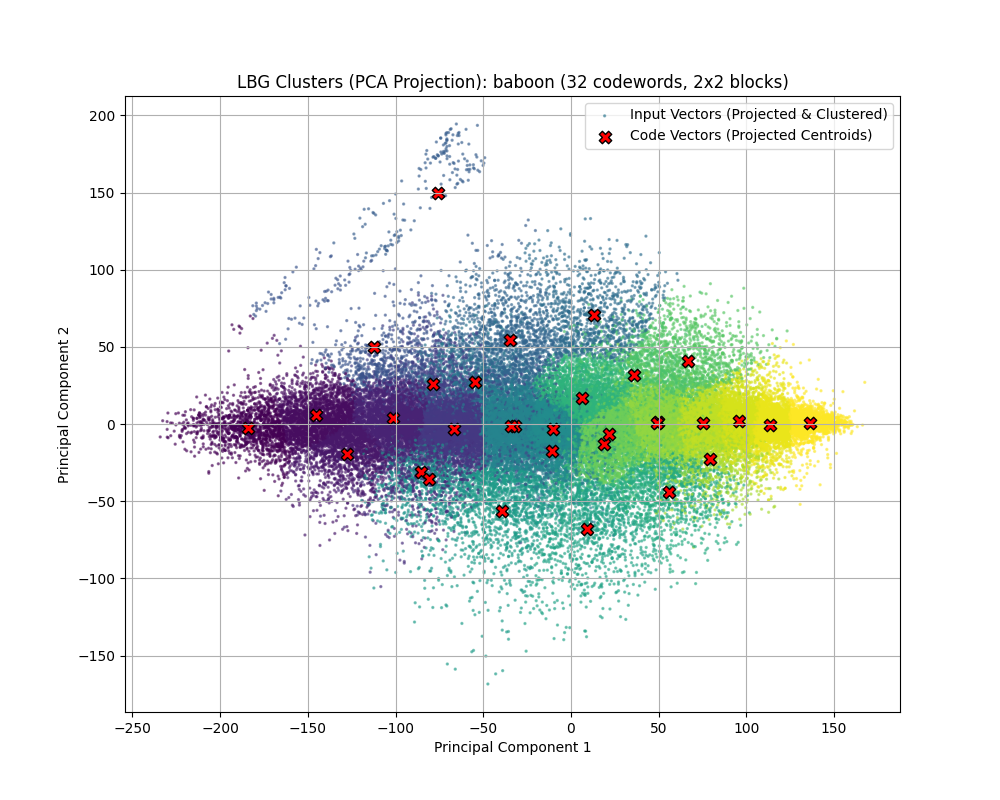 LBG Clusters (PCA Projection): baboon (32 codewords, 2x2 blocks)
Input Vectors (Projected & Clustered)
Code Vectors (Projected Centroids)
200
150
100
50
0
−50
−100
−150
Principal Component 2
−250 −200 −150 −100 −50 0 50 100 150
Principal Component 1